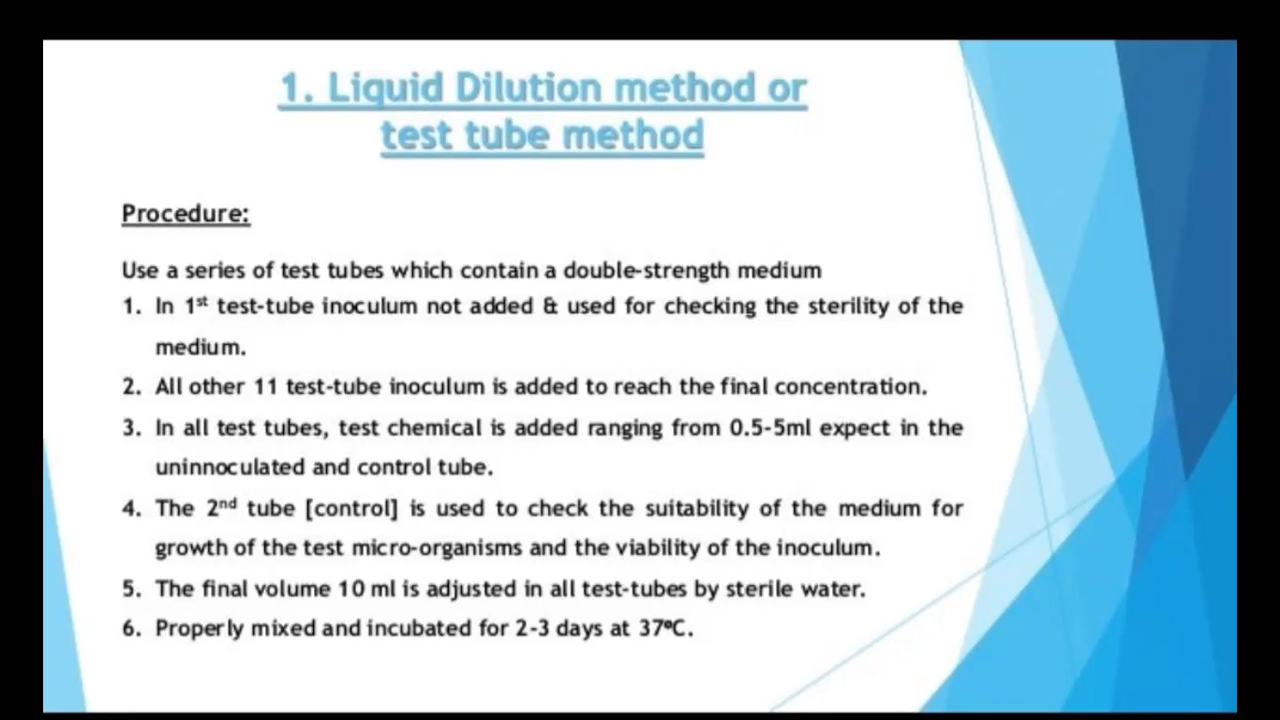 1. Liquid Dilution method or
test tube method
Procedure:
Use a series of test tubes which contain a double-strength medium
1. In 1st test-tube inoculum not added & used for checking the sterility of the
medium.
2. All other 11 test-tube inoculum is added to reach the final concentration.
3. In all test tubes, test chemical is added ranging from 0.5-5ml expect in the
uninnoculated and control tube.
4. The 2nd tube [control] is used to check the suitability of the medium for
growth of the test micro-organisms and the viability of the inoculum.
5. The final volume 10 ml is adjusted in all test-tubes by sterile water.
6. Properly mixed and incubated for 2-3 days at 37ºC.